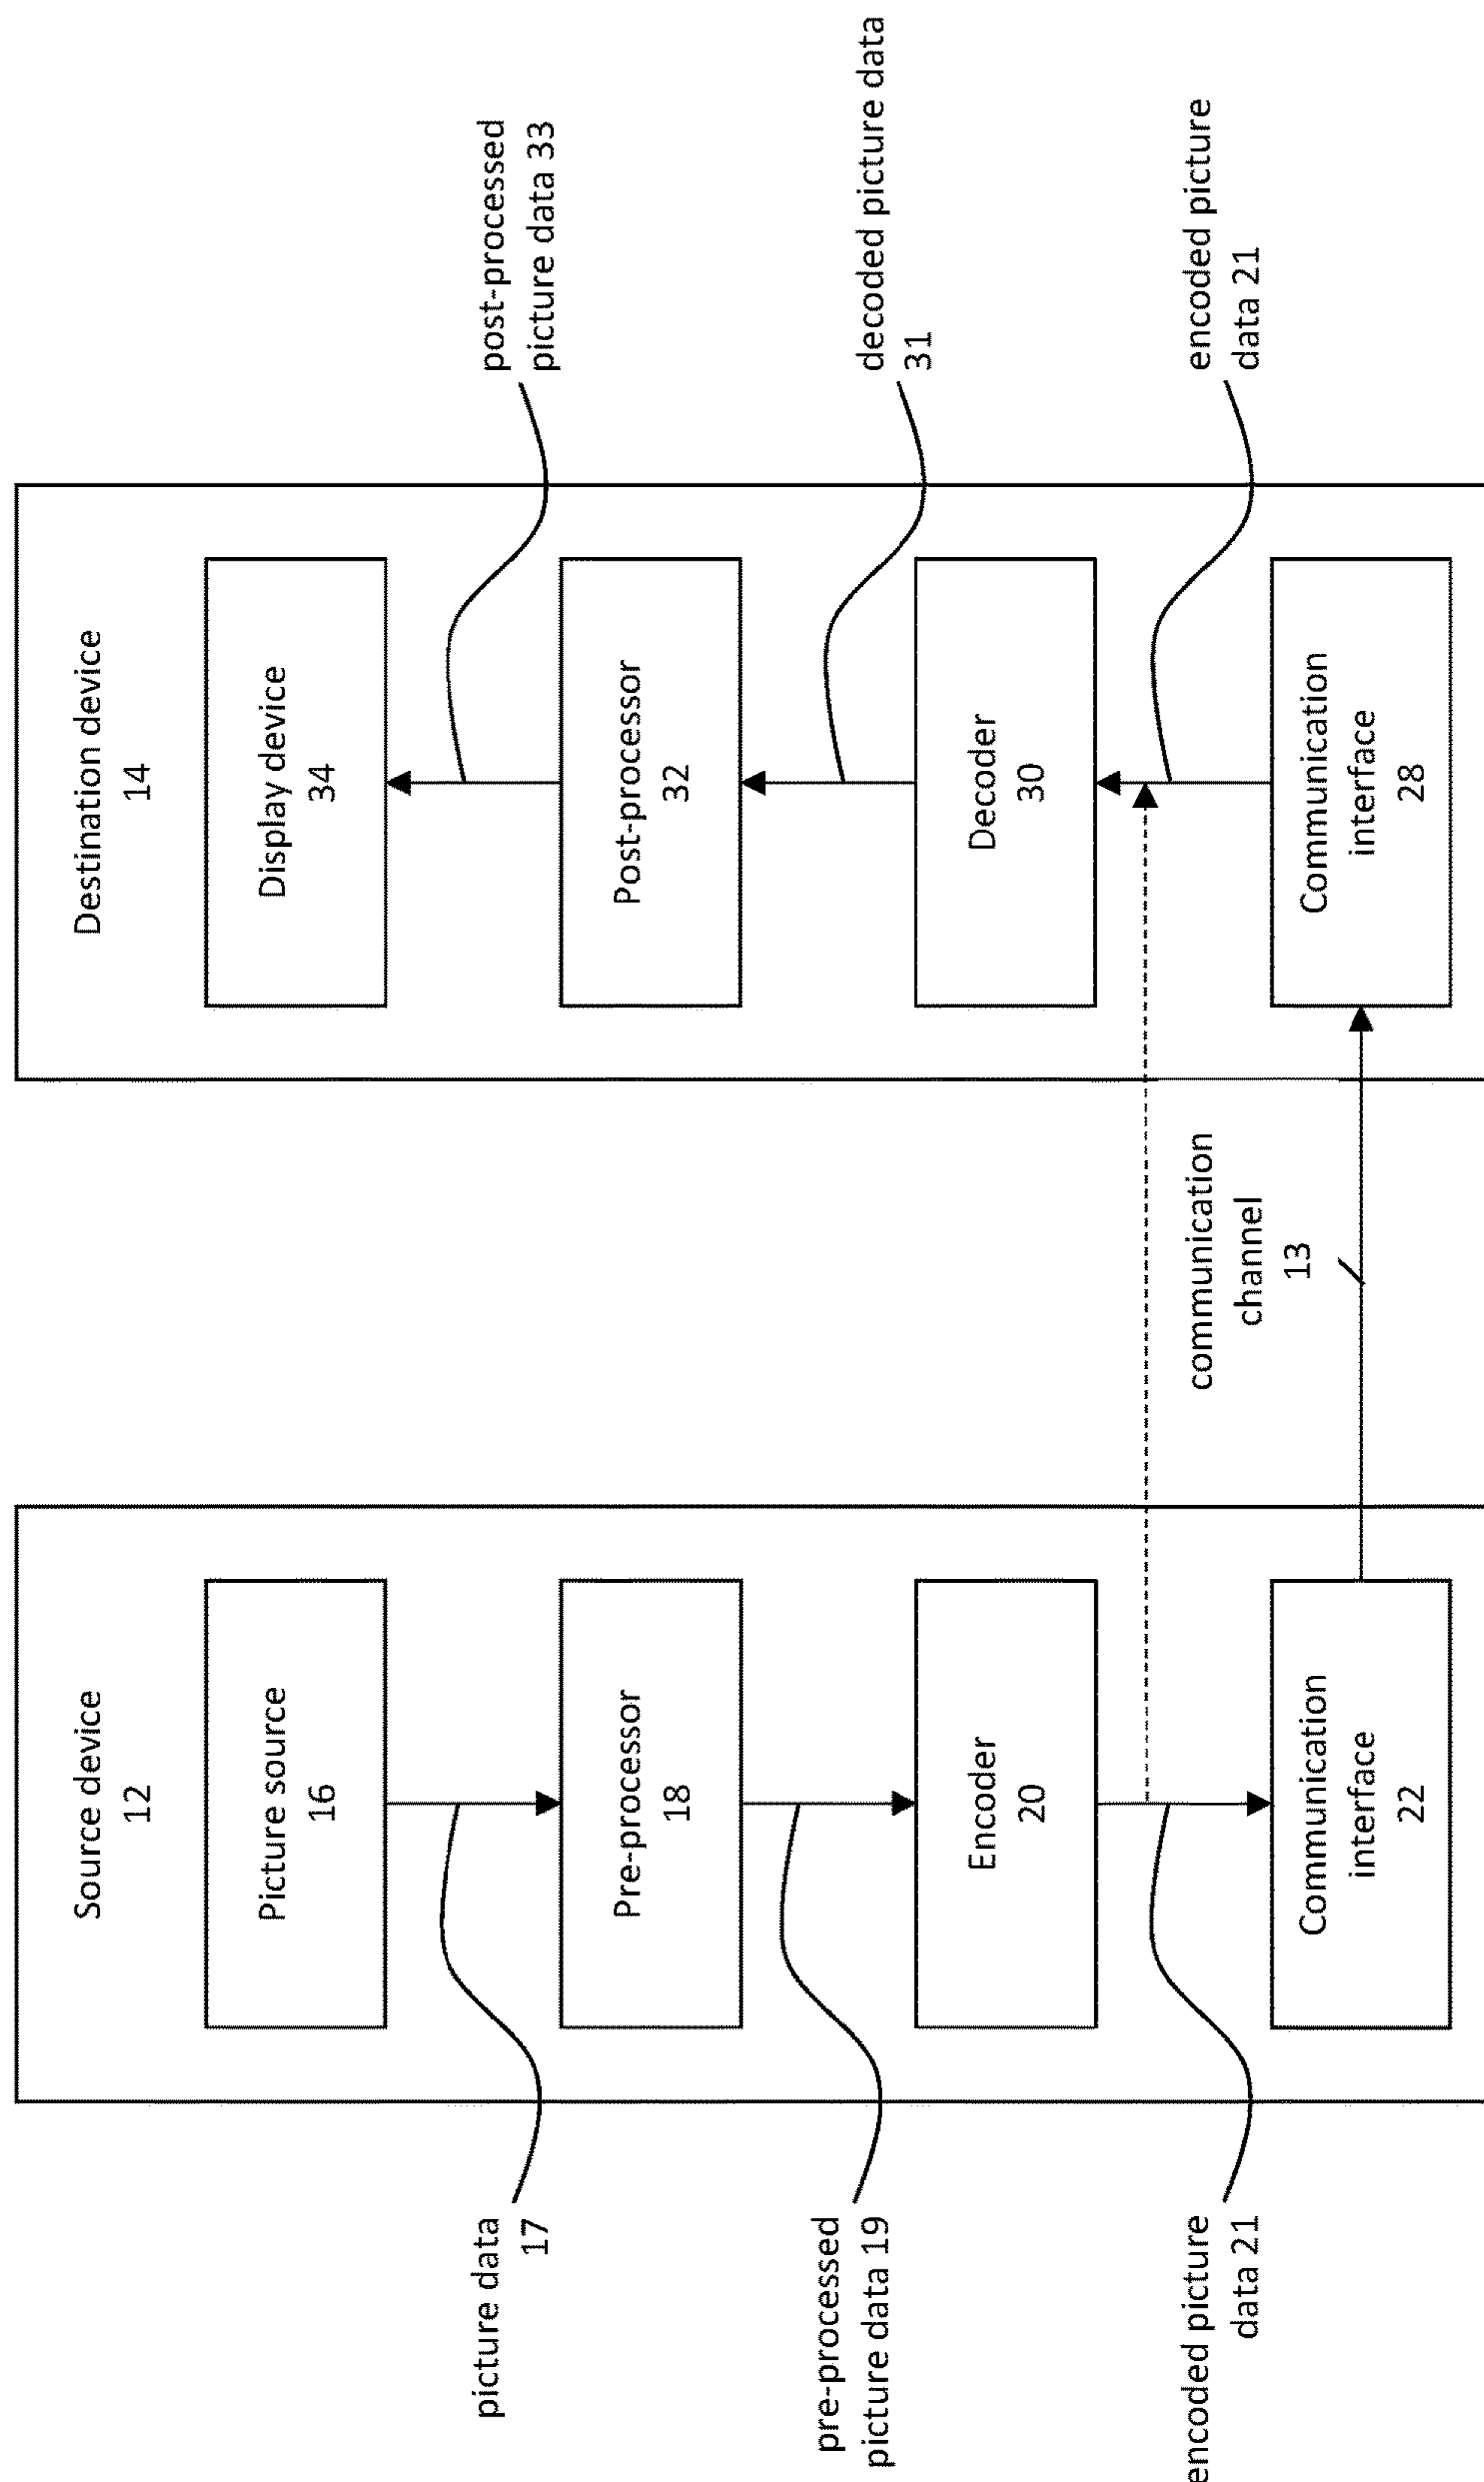 Source device
12
Picture source
16
picture data
17
Pre-processor
18
pre-processed
picture data 19
Encoder
20
encoded picture
data 21
Communication
interface
22
communication
channel
13
Destination device
14
Display device
34
post-processed
picture data 33
Post-processor
32
decoded picture data
31
Decoder
30
encoded picture
data 21
Communication
interface
28